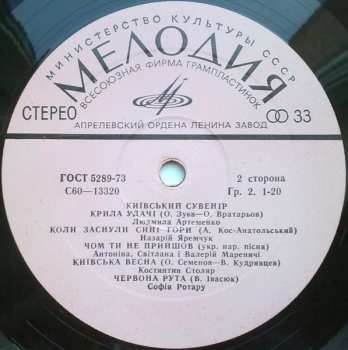 МИНИСТЕРСТВО КУЛЬТУРЫ СССР
МЕЛОДИЯ
ВСЕСОЮЗНАЯ ФИРМА ГРАМПЛАСТИНОК
СТЕРЕО
33
АПРЕЛЕВСКИЙ ОРДЕНА ЛЕНИНА ЗАВОД
ГОСТ 5289-73
2 сторона
С60—13320
Гр. 2. 1-20
КИЇВСЬКИЙ СУВЕНІР
КРИЛА УДАЧІ (О. Зуєв—О. Вратарьов)
Людмила Артеменко
КОЛИ ЗАСНУЛИ СИНІ ГОРИ (А. Кос-Анатольський)
Назарій Яремчук
ЧОМ ТИ НЕ ПРИЙШОВ (укр. нар. пісня)
Антоніна, Світлана і Валерій Мареничі
КИЇВСЬКА ВЕСНА (О. Семенов—В. Кудрявцев)
Костянтин Столяр
ЧЕРВОНА РУТА (В. Івасюк)
Софія Ротару